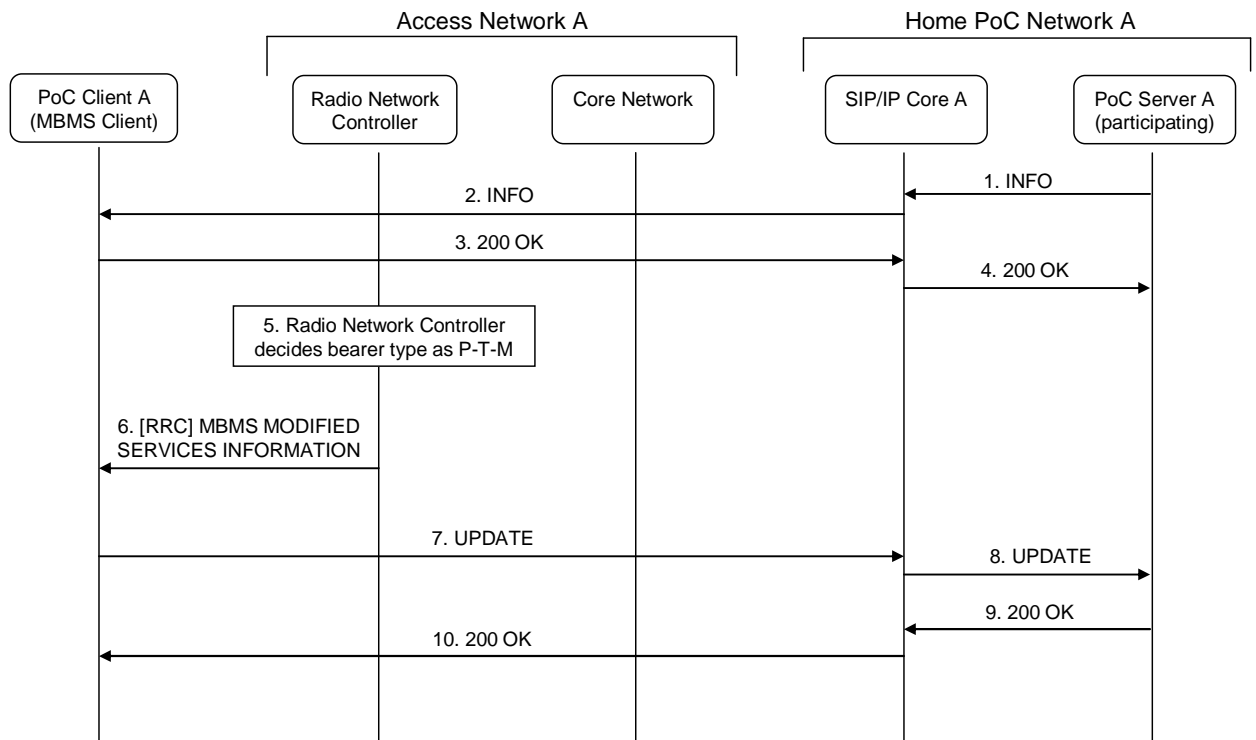 Access Network A
Home PoC Network A
PoC Client A
(MBMS Client)
Radio Network
Controller
Core Network
SIP/IP Core A
PoC Server A
(participating)
1. INFO
2. INFO
3. 200 OK
4. 200 OK
5. Radio Network Controller
decides bearer type as P-T-M
6. [RRC] MBMS MODIFIED
SERVICES INFORMATION
7. UPDATE
8. UPDATE
9. 200 OK
10. 200 OK